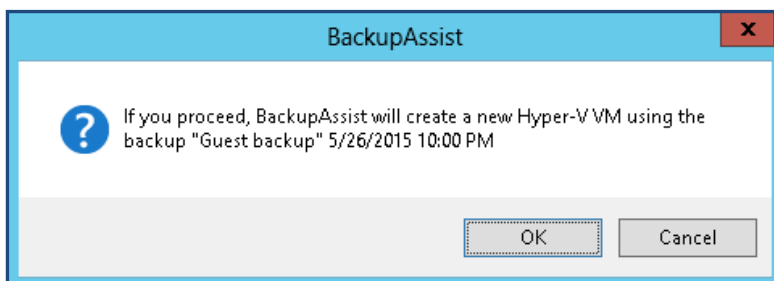 BackupAssist
x
If you proceed, BackupAssist will create a new Hyper-V VM using the
backup "Guest backup" 5/26/2015 10:00 PM
OK
Cancel